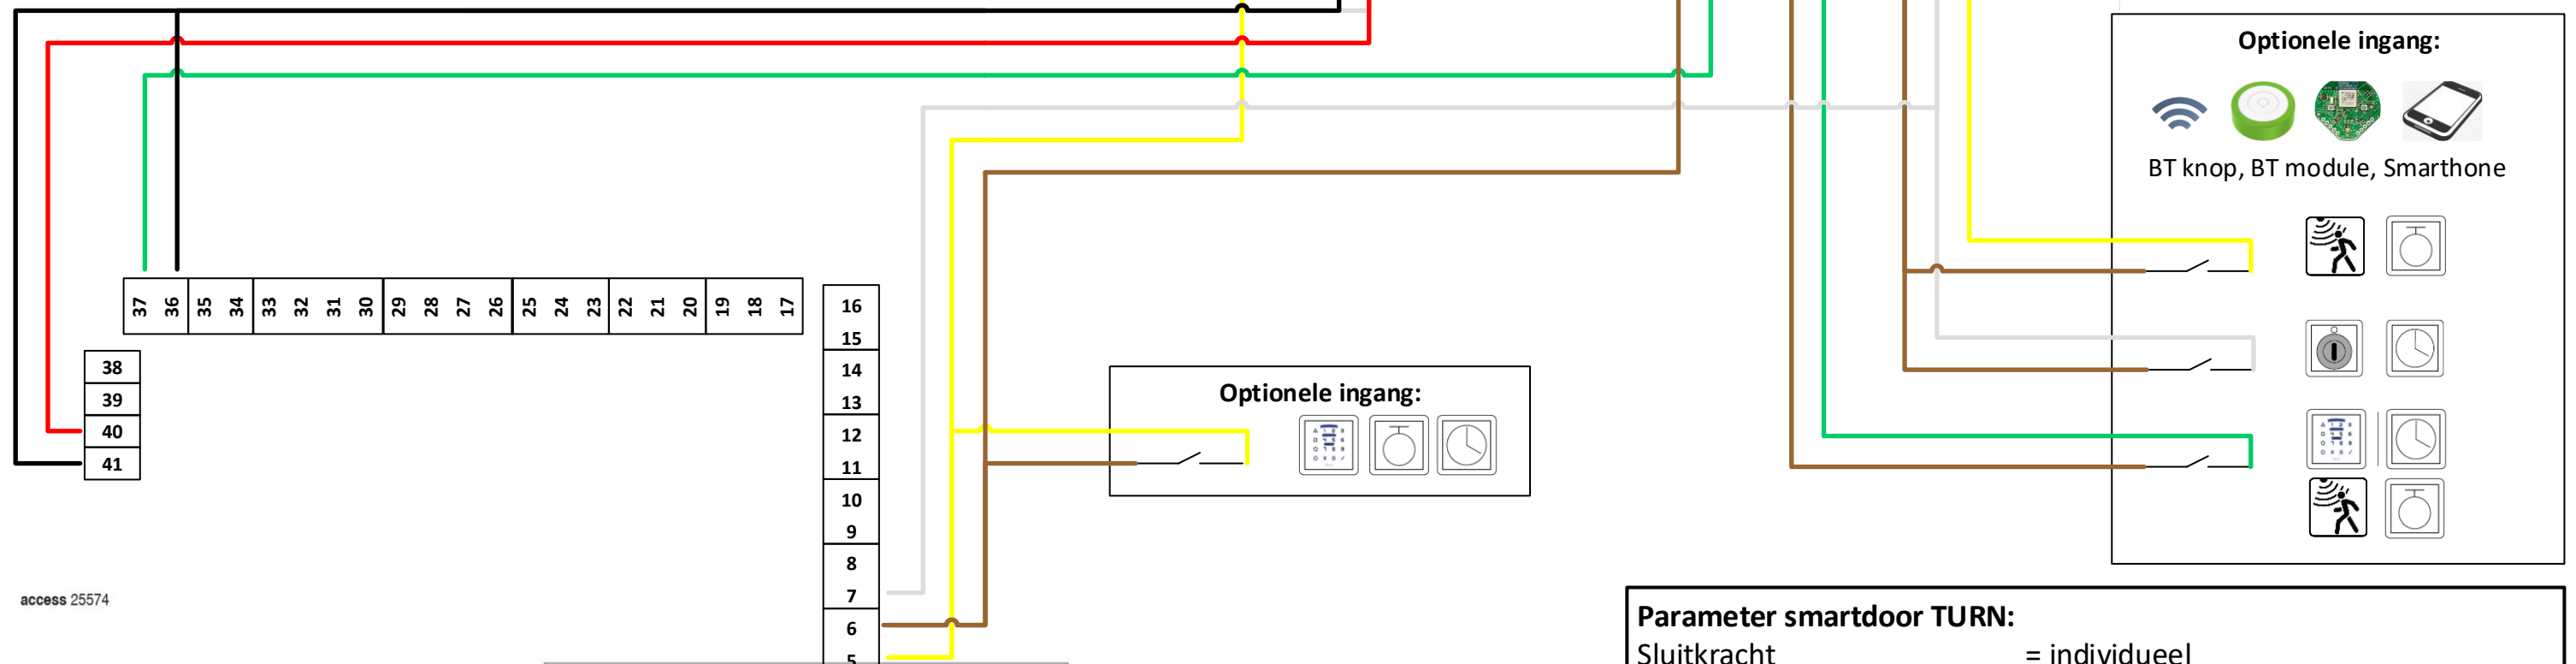 Optionele ingang:
BT knop, BT module, Smarthone
37 36 35 34 33 32 31 30 29 28 27 26 25 24 23 22 21 20 19 18 17
16
15
14
13
12
11
10
9
8
7
6
5
38
39
40
41
Optionele ingang:
access 25574
Parameter smartdoor TURN:
Sluitkracht = individueel